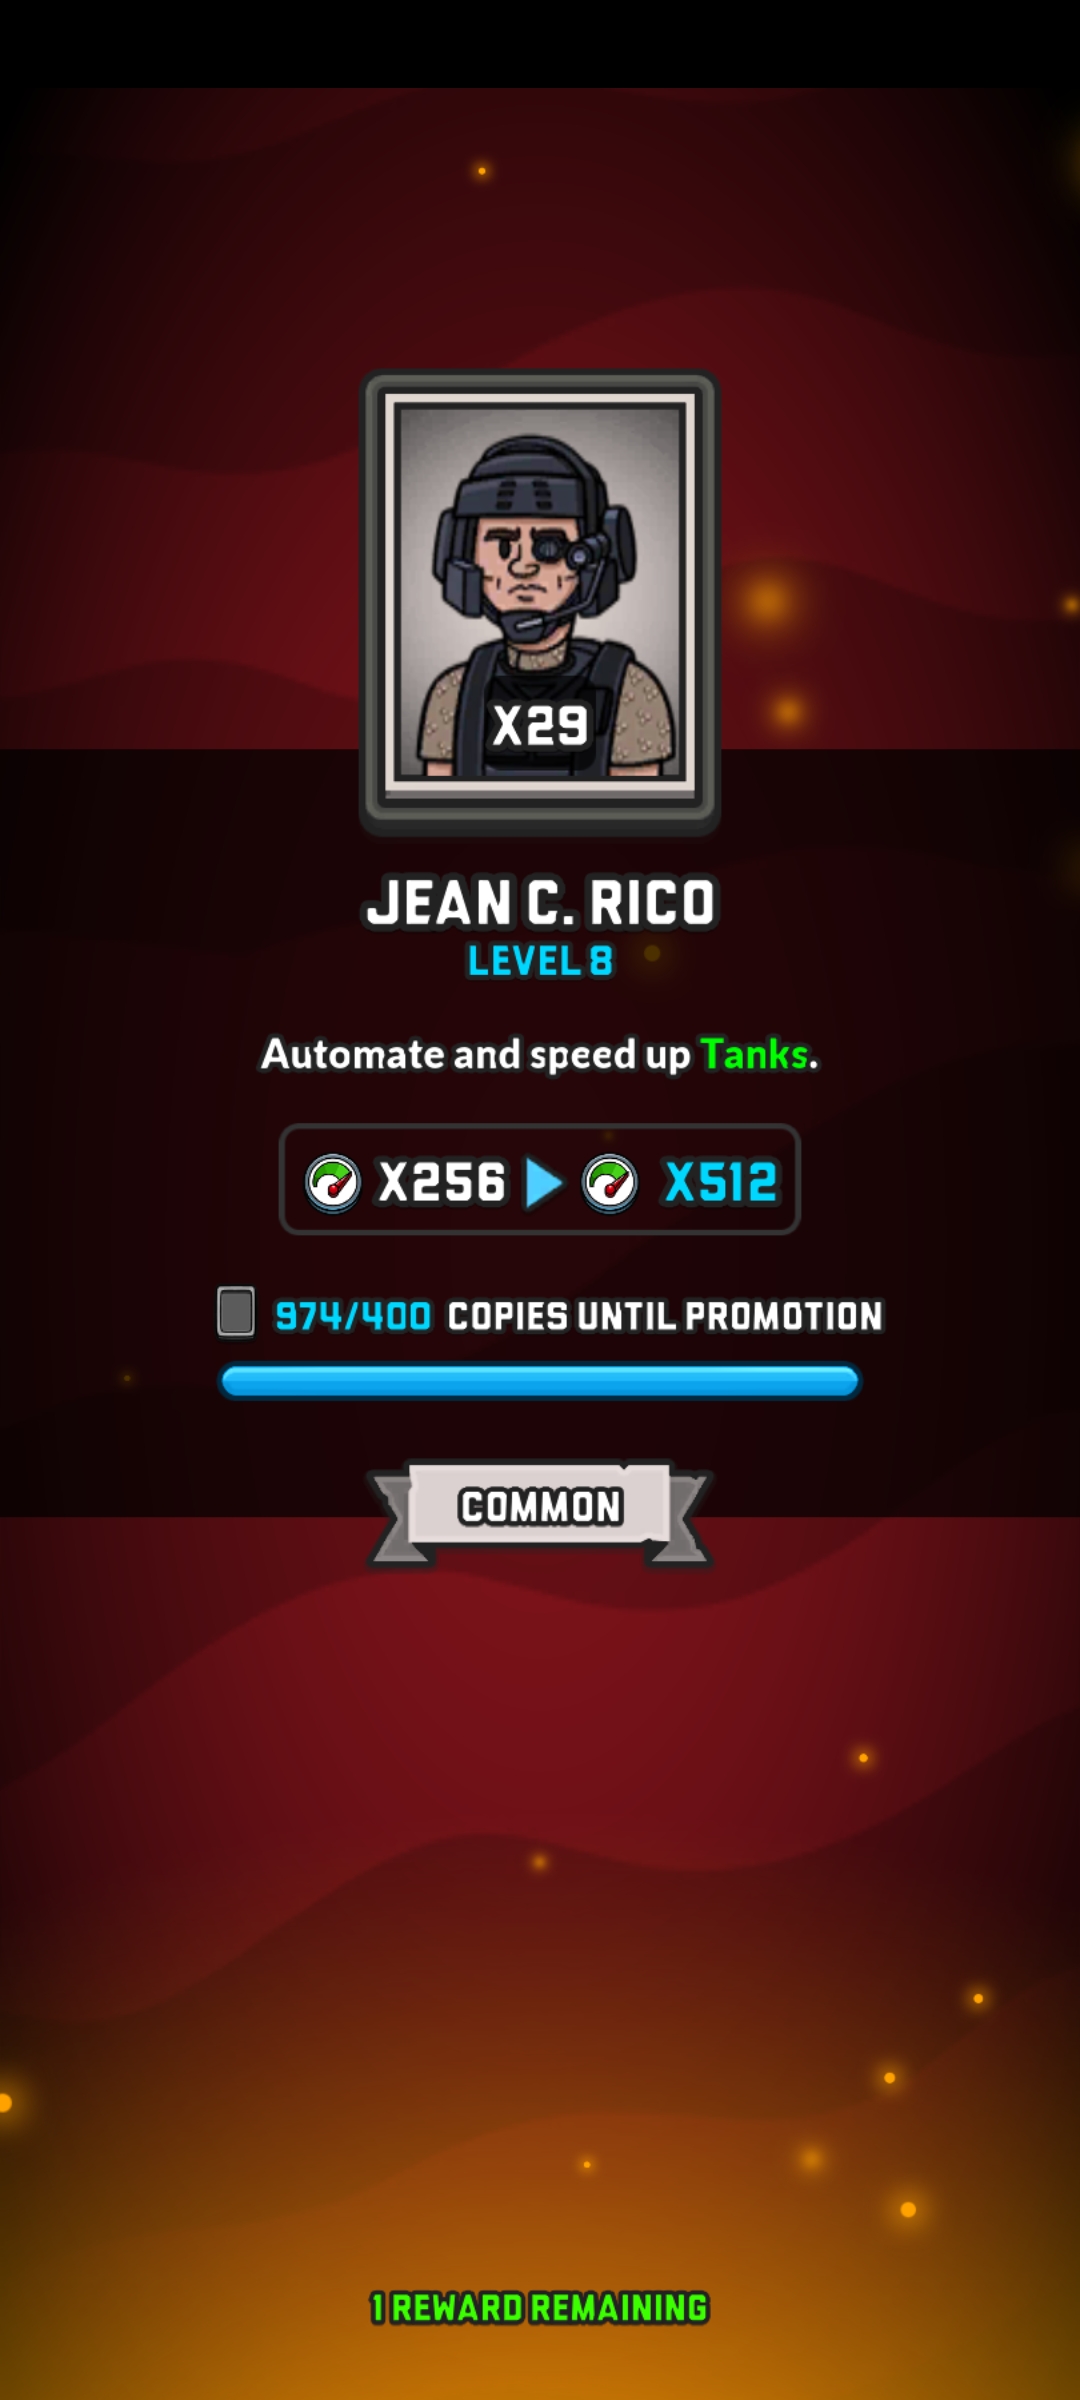 X29
JEAN C. RICO
LEVEL 8
Automate and speed up Tanks.
X256 X512
974/400 COPIES UNTIL PROMOTION
COMMON
1 REWARD REMAINING